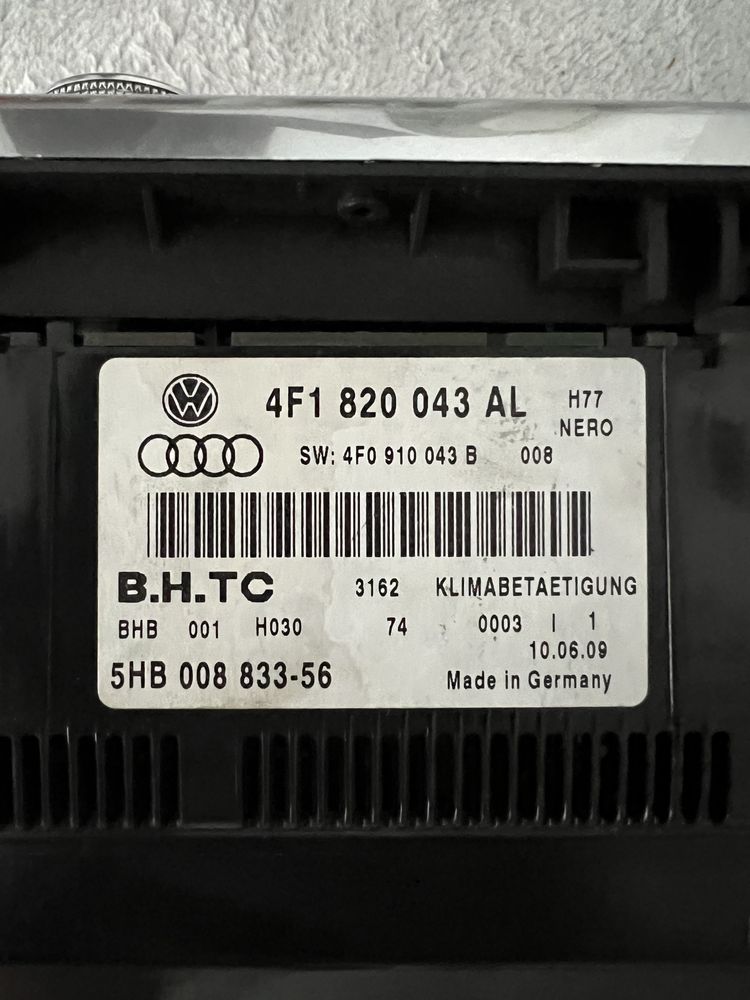 4F1 820 043 AL H77
NERO
SW: 4F0 910 043 B 008
B.H.TC 3162 KLIMABETAETIGUNG
BHB 001 H030 74 0003 | 1
10.06.09
5HB 008 833-56 Made in Germany